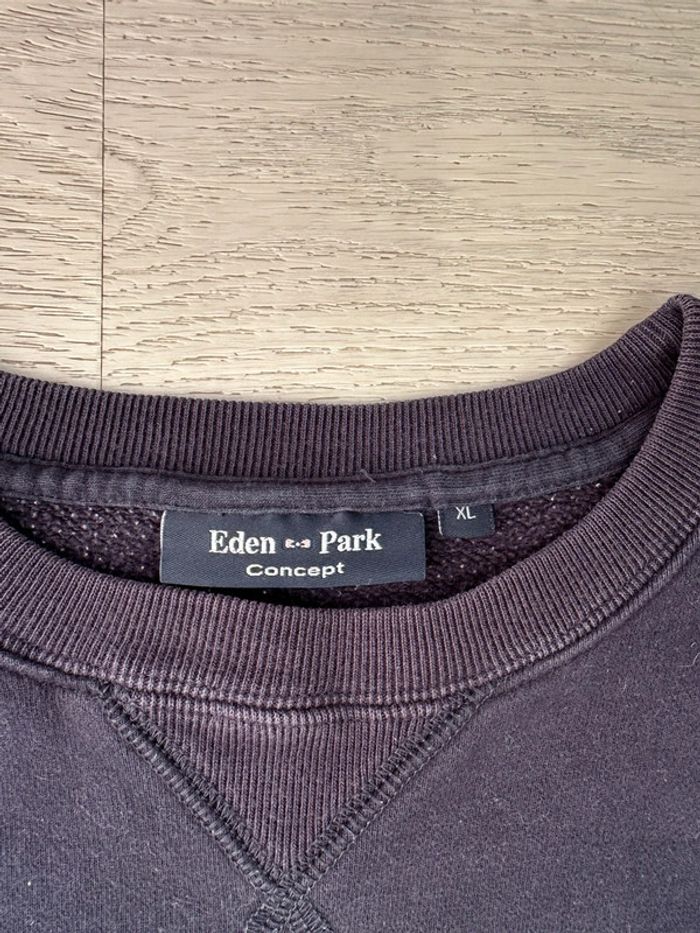 Eden Park
Concept
XL